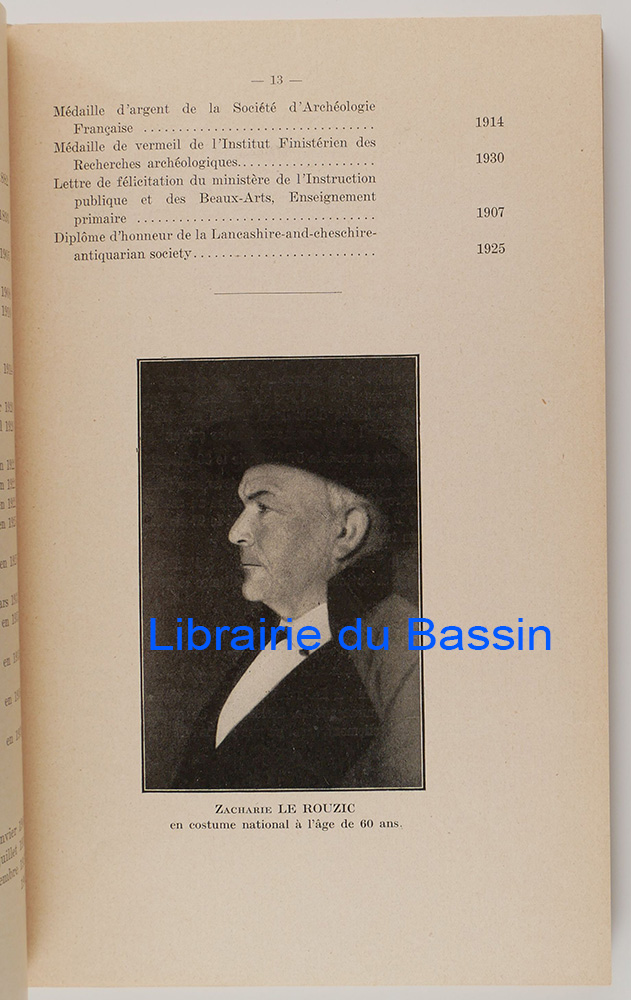 — 13 —
Médaille d'argent de la Société d'Archéologie
Française ................................ 1914
Médaille de vermeil de l'Institut Finistérien des
Recherches archéologiques.................... 1930
Lettre de félicitation du ministère de l'Instruction
publique et des Beaux-Arts, Enseignement
primaire ................................. 1907
Diplôme d'honneur de la Lancashire-and-cheschire-
antiquarian society........................... 1925
Librairie du Bassin
Zacharie LE ROUZIC
en costume national à l'âge de 60 ans.